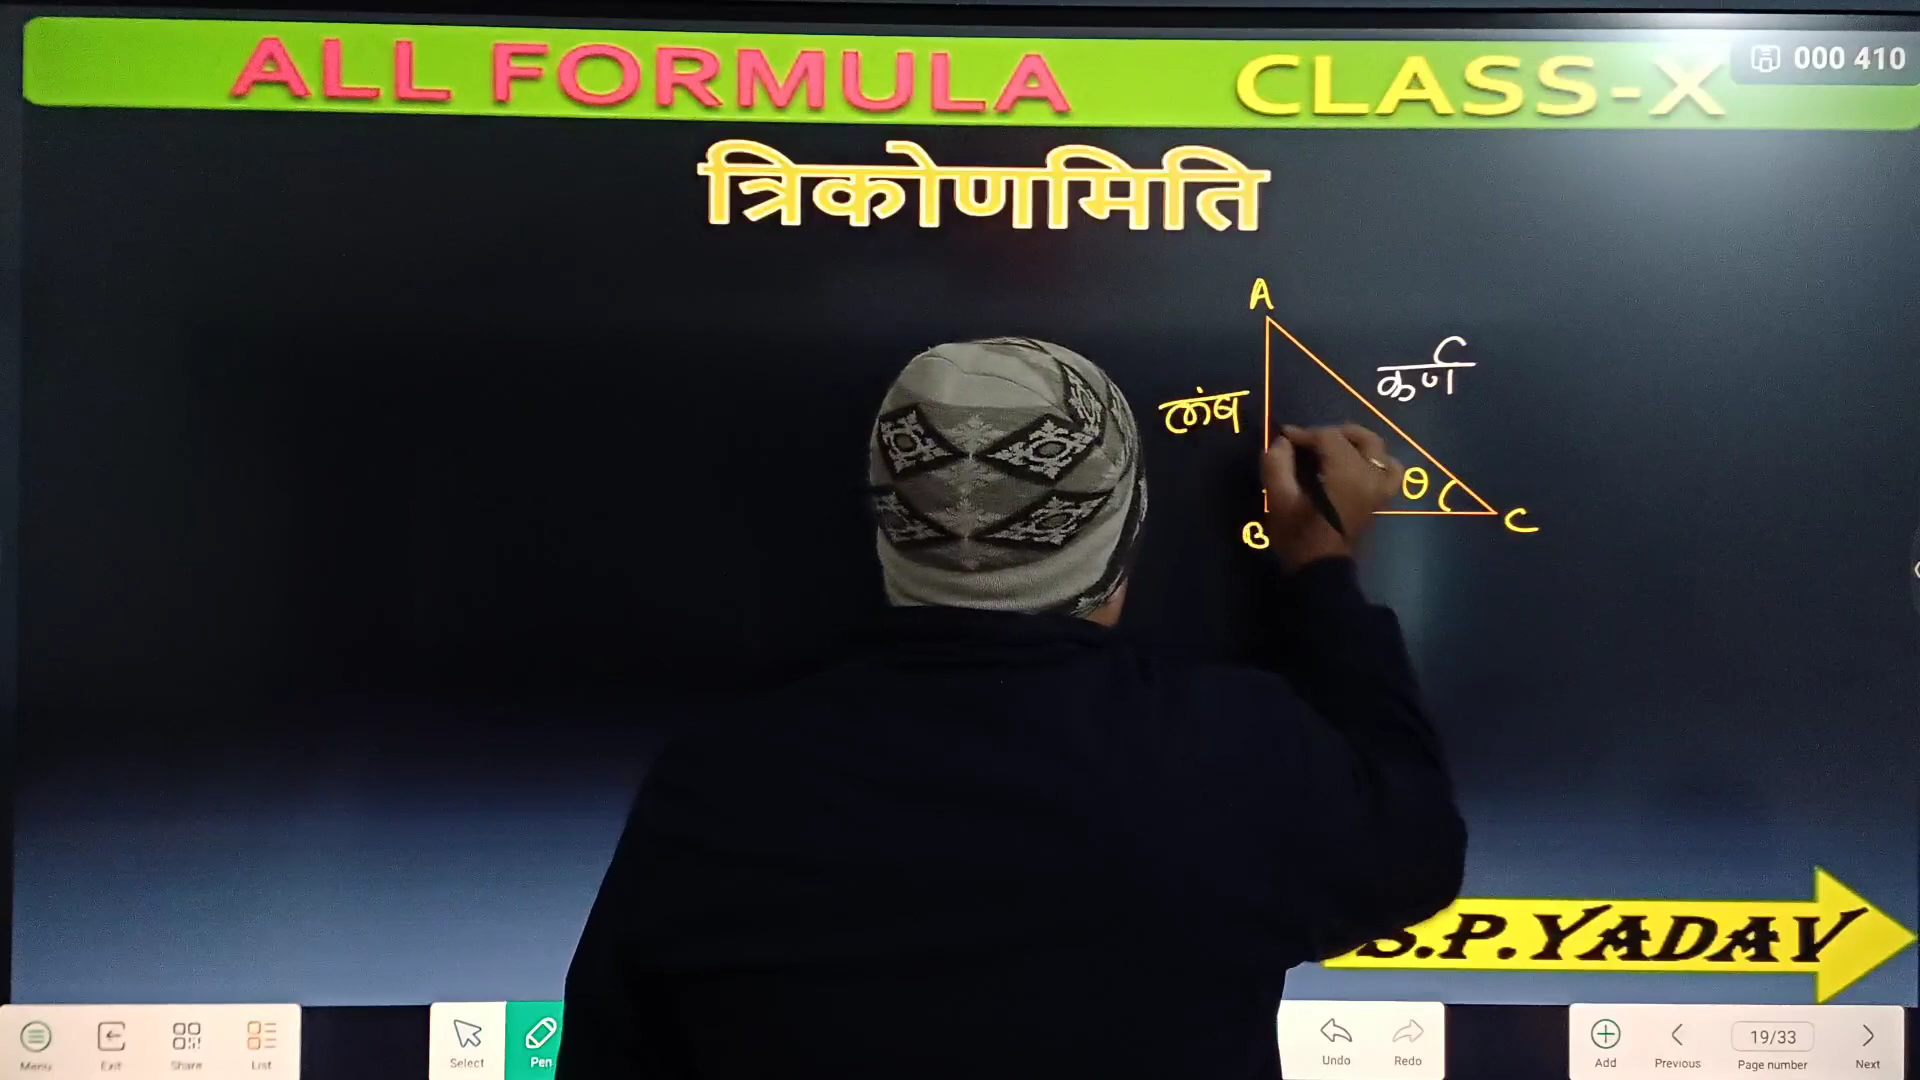 ALL FORMULA CLASS-X
000 410
त्रिकोणमिति
A
कर्ण
लंब
θ
B
C
S.P.YADAV
Menu Exit Share List Select Pen Undo Redo Add Previous 19/33 Page number Next